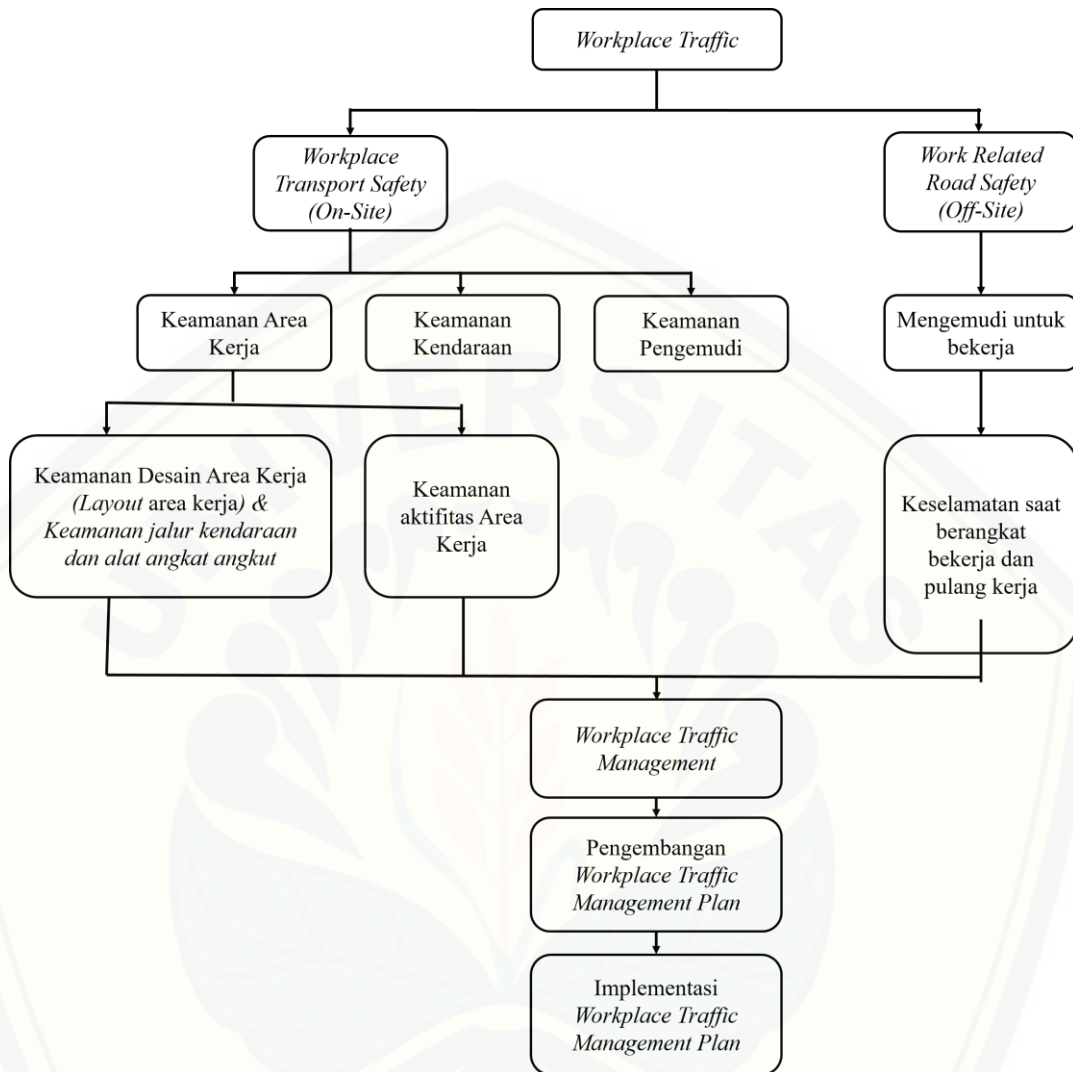 Workplace Traffic
Workplace
Transport Safety
(On-Site)
Work Related
Road Safety
(Off-Site)
Keamanan Area
Kerja
Keamanan
Kendaraan
Keamanan
Pengemudi
Mengemudi untuk
bekerja
Keamanan Desain Area Kerja
(Layout area kerja) &
Keamanan jalur kendaraan
dan alat angkat angkut
Keamanan
aktifitas Area
Kerja
Keselamatan saat
berangkat
bekerja dan
pulang kerja
Workplace Traffic
Management
Pengembangan
Workplace Traffic
Management Plan
Implementasi
Workplace Traffic
Management Plan
UNIVERSITAS